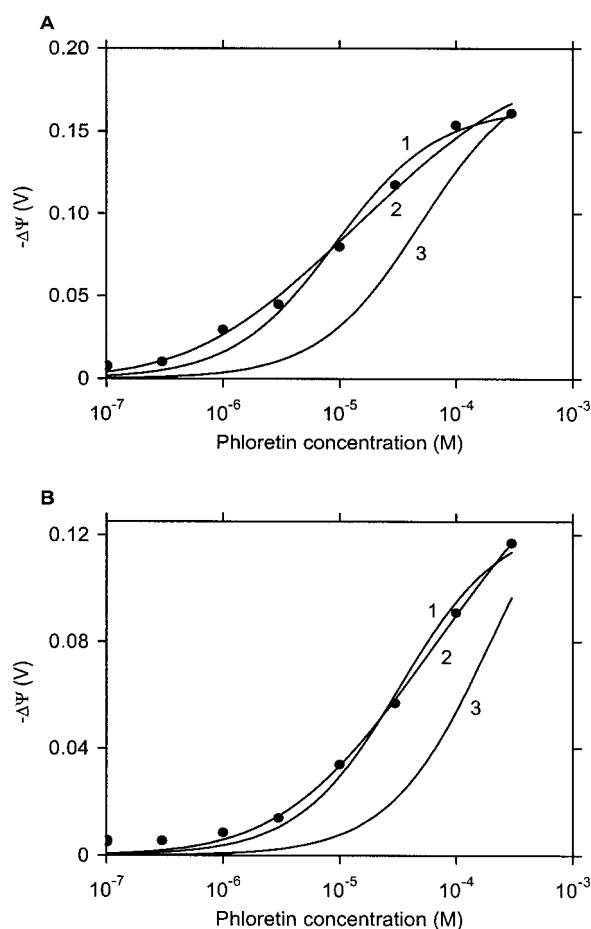 A
0.20
0.15
0.10
0.05
0
-ΔΨ (V)
1
2
3
10-7 10-6 10-5 10-4 10-3
Phloretin concentration (M)
B
0.12
0.08
0.04
0
-ΔΨ (V)
1
2
3
10-7 10-6 10-5 10-4 10-3
Phloretin concentration (M)